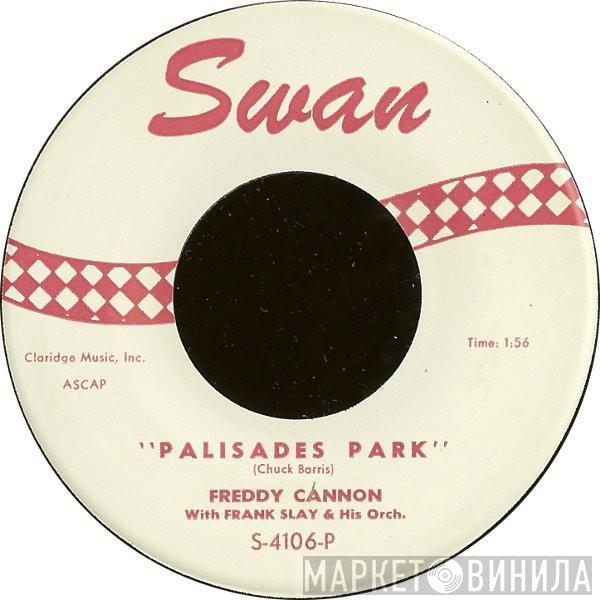 Swan
Claridge Music, Inc.
ASCAP
Time: 1:56
"PALISADES PARK"
(Chuck Barris)
FREDDY CANNON
With FRANK SLAY & His Orch.
S-4106-P
МАРКЕТ ВИНИЛА